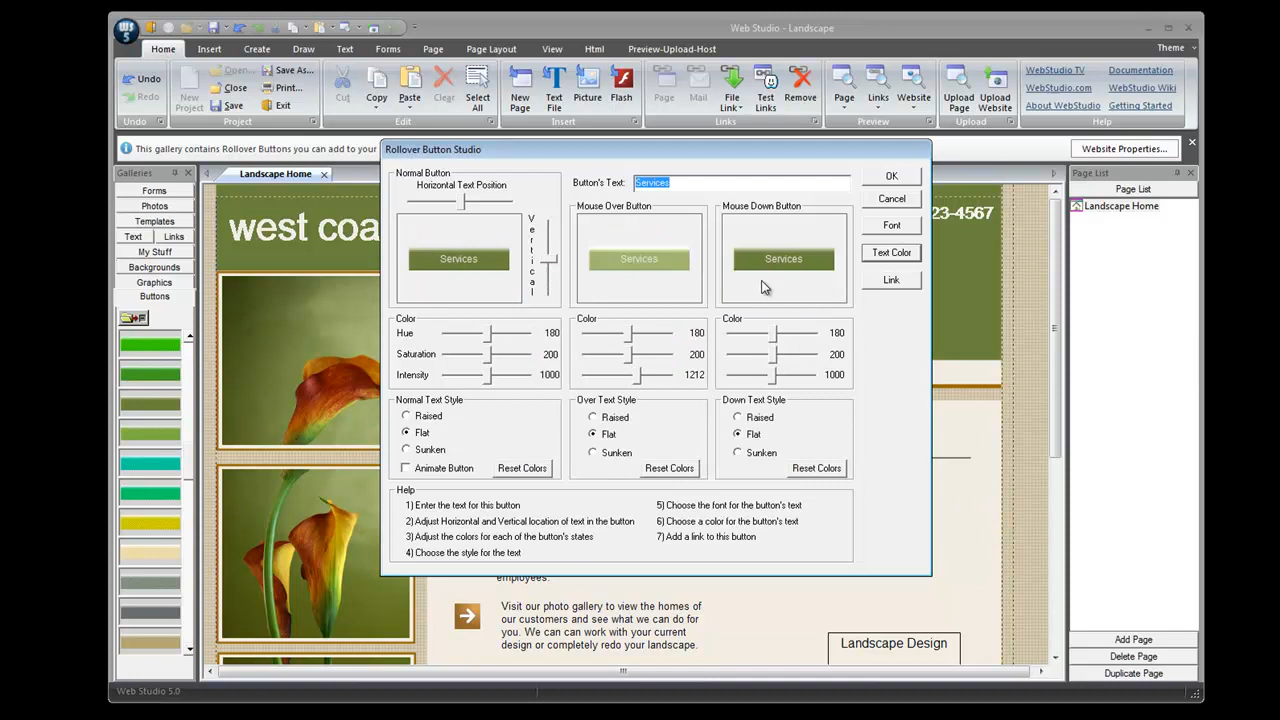 WS
5
Web Studio - Landscape
Home Insert Create Draw Text Forms Page Page Layout View Html Preview-Upload-Host Theme
Undo
Redo
Undo
New Project
Open...
Close
Save
Save As...
Print...
Exit
Project
Cut
Copy
Paste
Clear
Select All
Edit
New Page
Text File
Picture
Flash
Insert
Page
Mail
File Link
Test Links
Remove
Links
Page
Links
Website
Preview
Upload Page
Upload Website
Upload
WebStudio TV Documentation
WebStudio.com WebStudio Wiki
About WebStudio Getting Started
Help
This gallery contains Rollover Buttons you can add to your
Website Properties...
Galleries
Forms
Photos
Templates
Text Links
My Stuff
Backgrounds
Graphics
Buttons
Landscape Home
west coa
23-4567
Page List
Page List
Landscape Home
Add Page
Delete Page
Duplicate Page
Rollover Button Studio
Normal Button
Horizontal Text Position
Vertical
Services
Button's Text: Services
Mouse Over Button
Services
Mouse Down Button
Services
OK
Cancel
Font
Text Color
Link
Color Color Color
Hue 180 180 180
Saturation 200 200 200
Intensity 1000 1212 1000
Normal Text Style Over Text Style Down Text Style
Raised Raised Raised
Flat Flat Flat
Sunken Sunken Sunken
Animate Button Reset Colors Reset Colors Reset Colors
Help
1) Enter the text for this button
2) Adjust Horizontal and Vertical location of text in the button
3) Adjust the colors for each of the button's states
4) Choose the style for the text
5) Choose the font for the button's text
6) Choose a color for the button's text
7) Add a link to this button
employees.
Visit our photo gallery to view the homes of
our customers and see what we can do for
you. We can can work with your current
design or completely redo your landscape.
Landscape Design
Web Studio 5.0